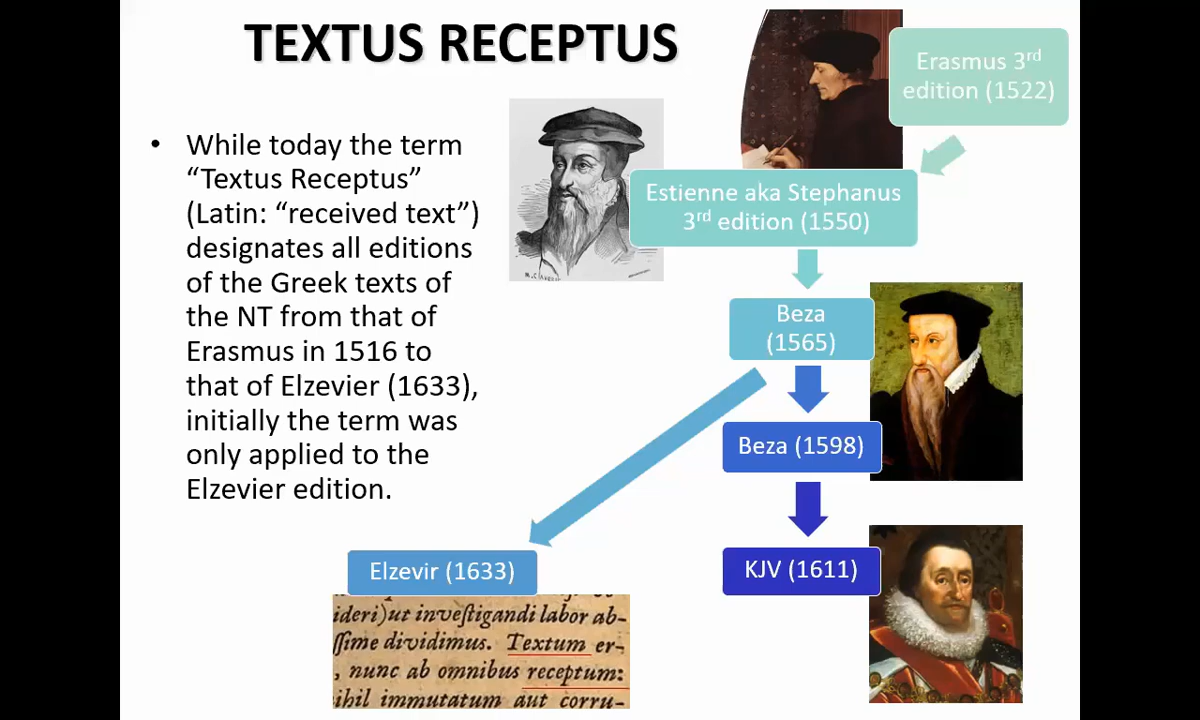 TEXTUS RECEPTUS
• While today the term
“Textus Receptus”
(Latin: “received text”)
designates all editions
of the Greek texts of
the NT from that of
Erasmus in 1516 to
that of Elzevier (1633),
initially the term was
only applied to the
Elzevier edition.
Erasmus 3rd
edition (1522)
Estienne aka Stephanus
3rd edition (1550)
Beza
(1565)
Beza (1598)
KJV (1611)
Elzevir (1633)
ideri)ut inveſtigandi labor ab-
ſſime dividimus. Textum er-
, nunc ab omnibus receptum:
ihil immutatum aut corru-